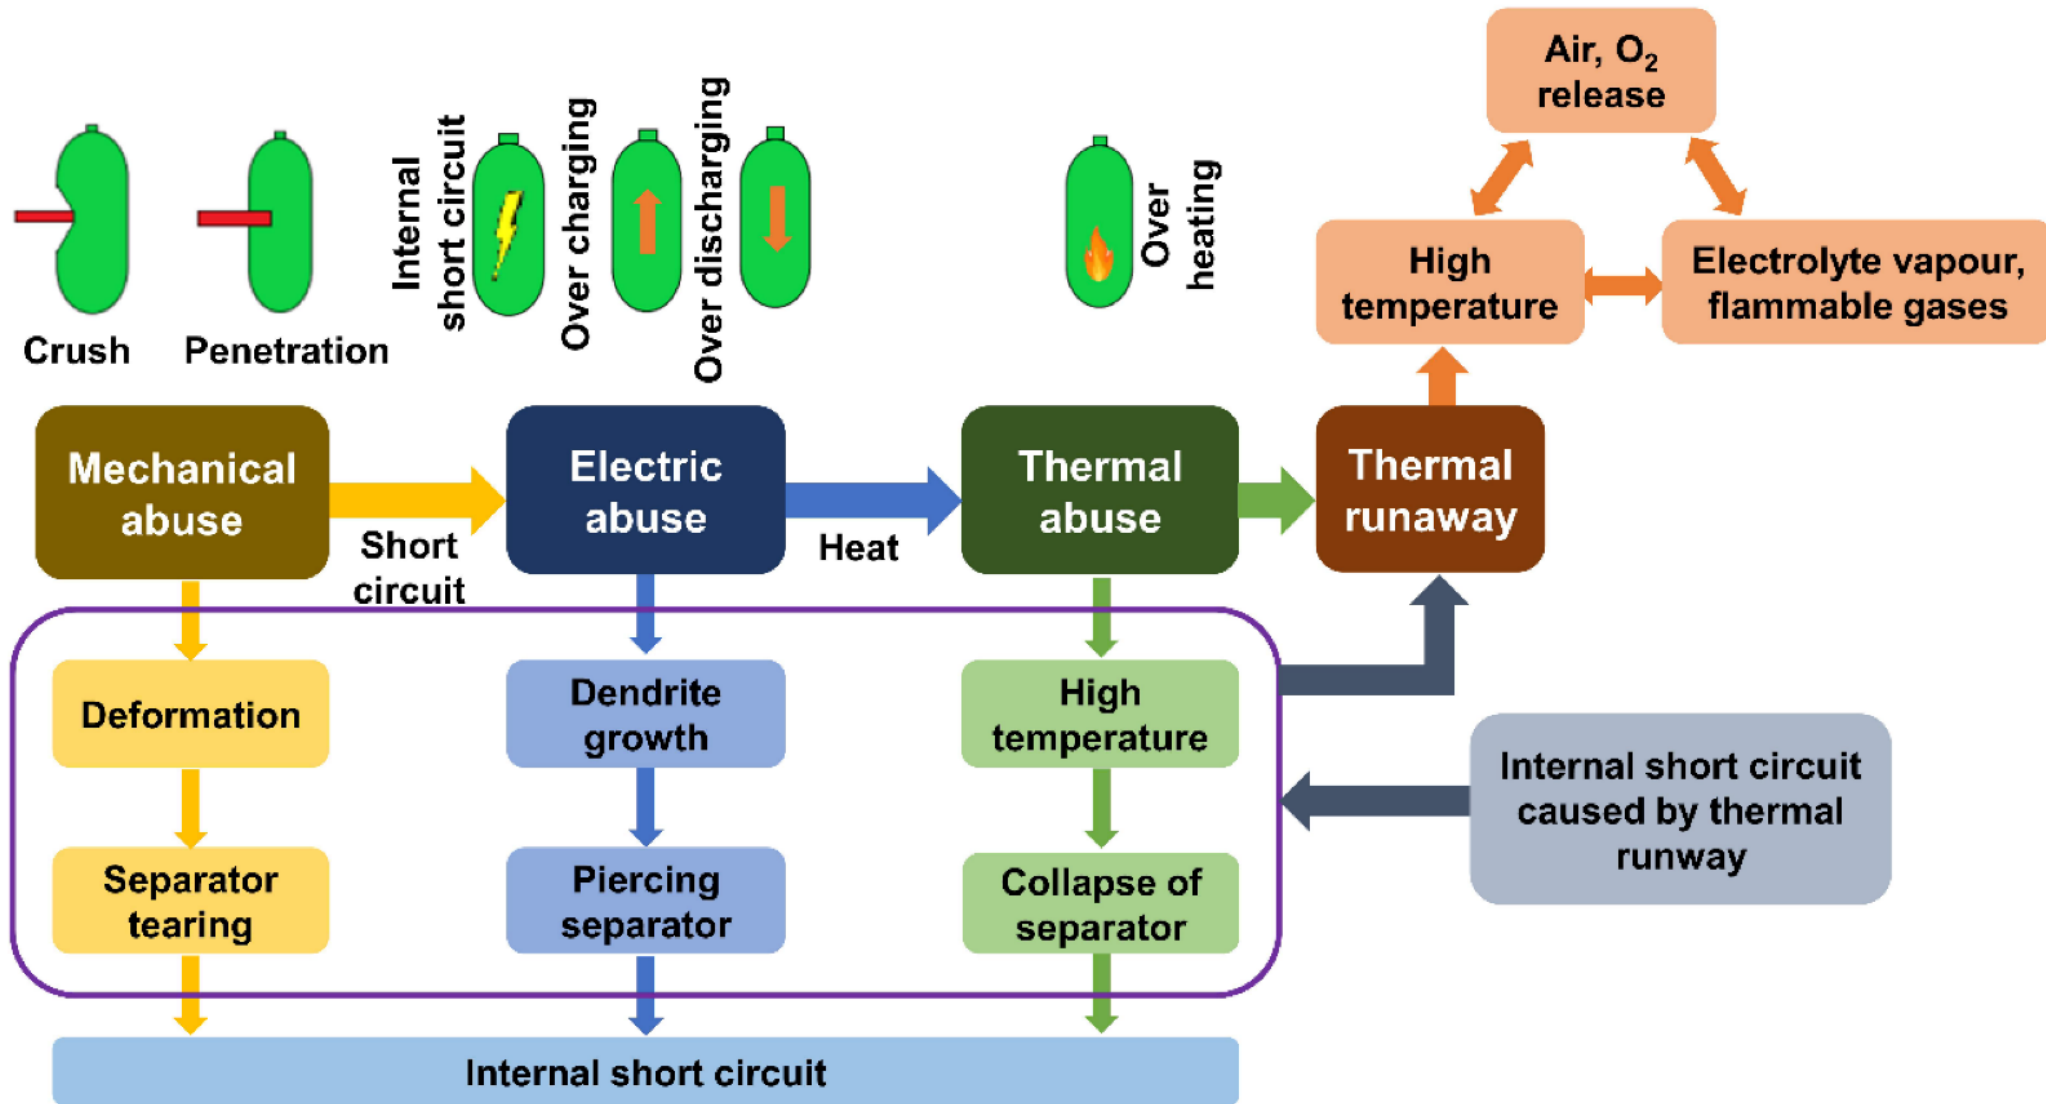 Air, O₂
release
Internal
short circuit
Over charging
Over discharging
Over
heating
High
temperature
Electrolyte vapour,
flammable gases
Crush
Penetration
Mechanical
abuse
Short
circuit
Electric
abuse
Heat
Thermal
abuse
Thermal
runaway
Deformation
Dendrite
growth
High
temperature
Internal short circuit
caused by thermal
runway
Separator
tearing
Piercing
separator
Collapse of
separator
Internal short circuit